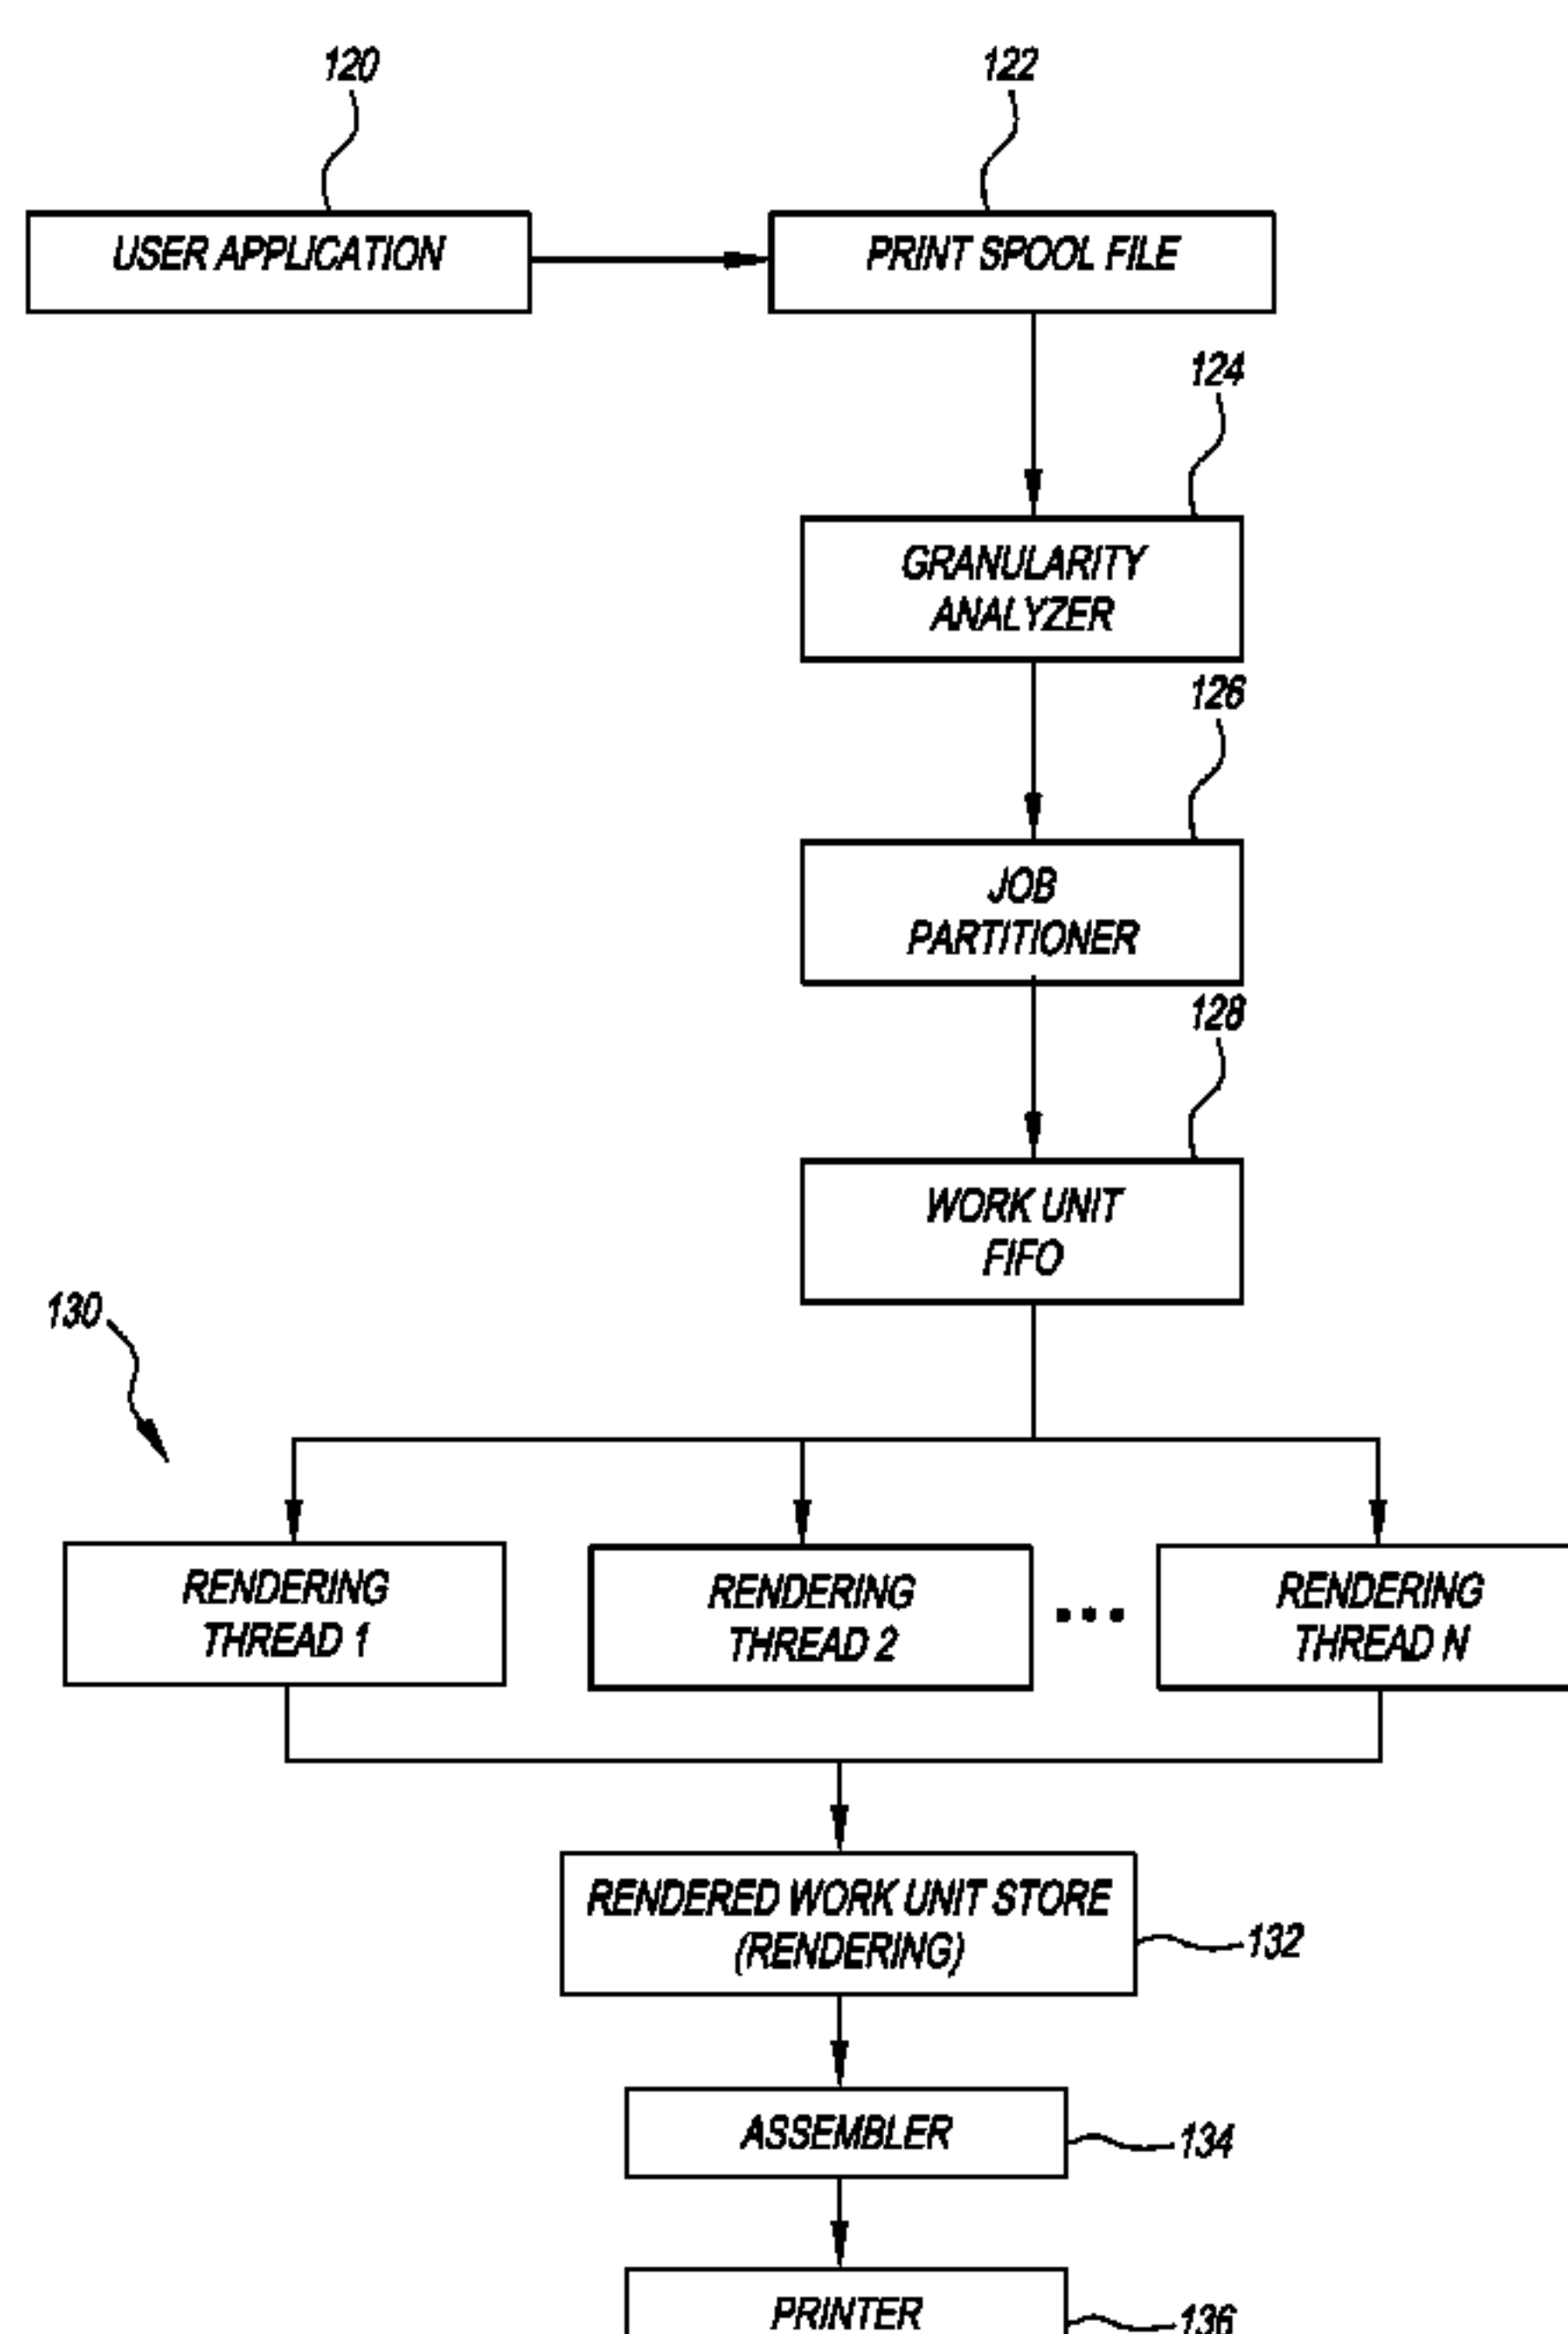 120
122
USER APPLICATION
PRINT SPOOL FILE
124
GRANULARITY
ANALYZER
126
JOB
PARTITIONER
128
WORK UNIT
FIFO
130
RENDERING
THREAD 1
RENDERING
THREAD 2
RENDERING
THREAD N
RENDERED WORK UNIT STORE
(RENDERING)
132
ASSEMBLER
134
PRINTER
136